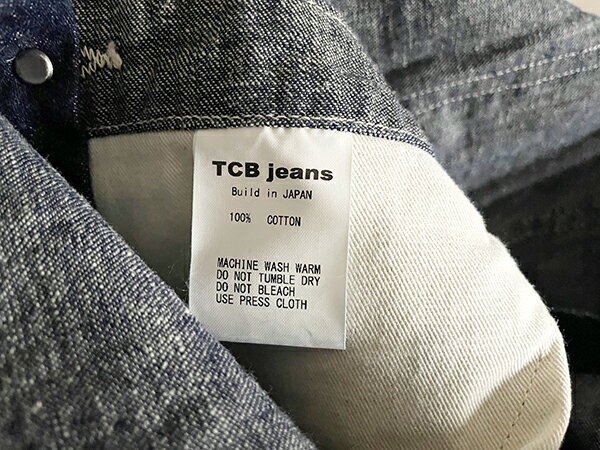 TCB jeans
Build in JAPAN
100% COTTON
MACHINE WASH WARM
DO NOT TUMBLE DRY
DO NOT BLEACH
USE PRESS CLOTH